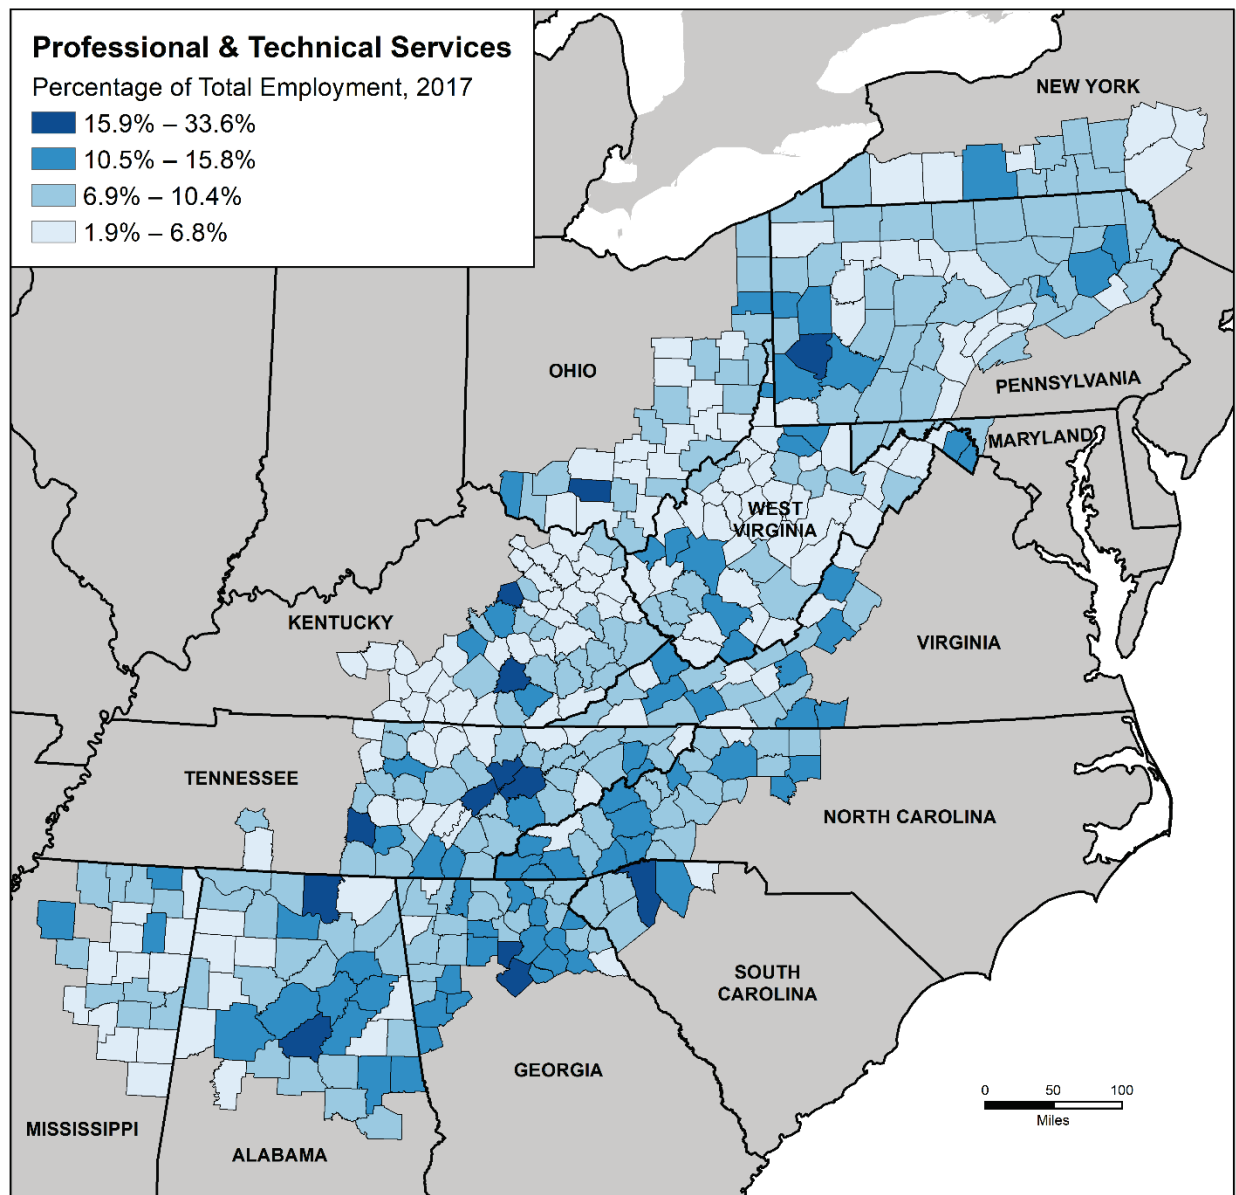 Professional & Technical Services
Percentage of Total Employment, 2017
15.9% – 33.6%
10.5% – 15.8%
6.9% – 10.4%
1.9% – 6.8%
NEW YORK
OHIO
PENNSYLVANIA
MARYLAND
WEST
VIRGINIA
KENTUCKY
VIRGINIA
TENNESSEE
NORTH CAROLINA
SOUTH
CAROLINA
GEORGIA
MISSISSIPPI
ALABAMA
0 50 100
Miles